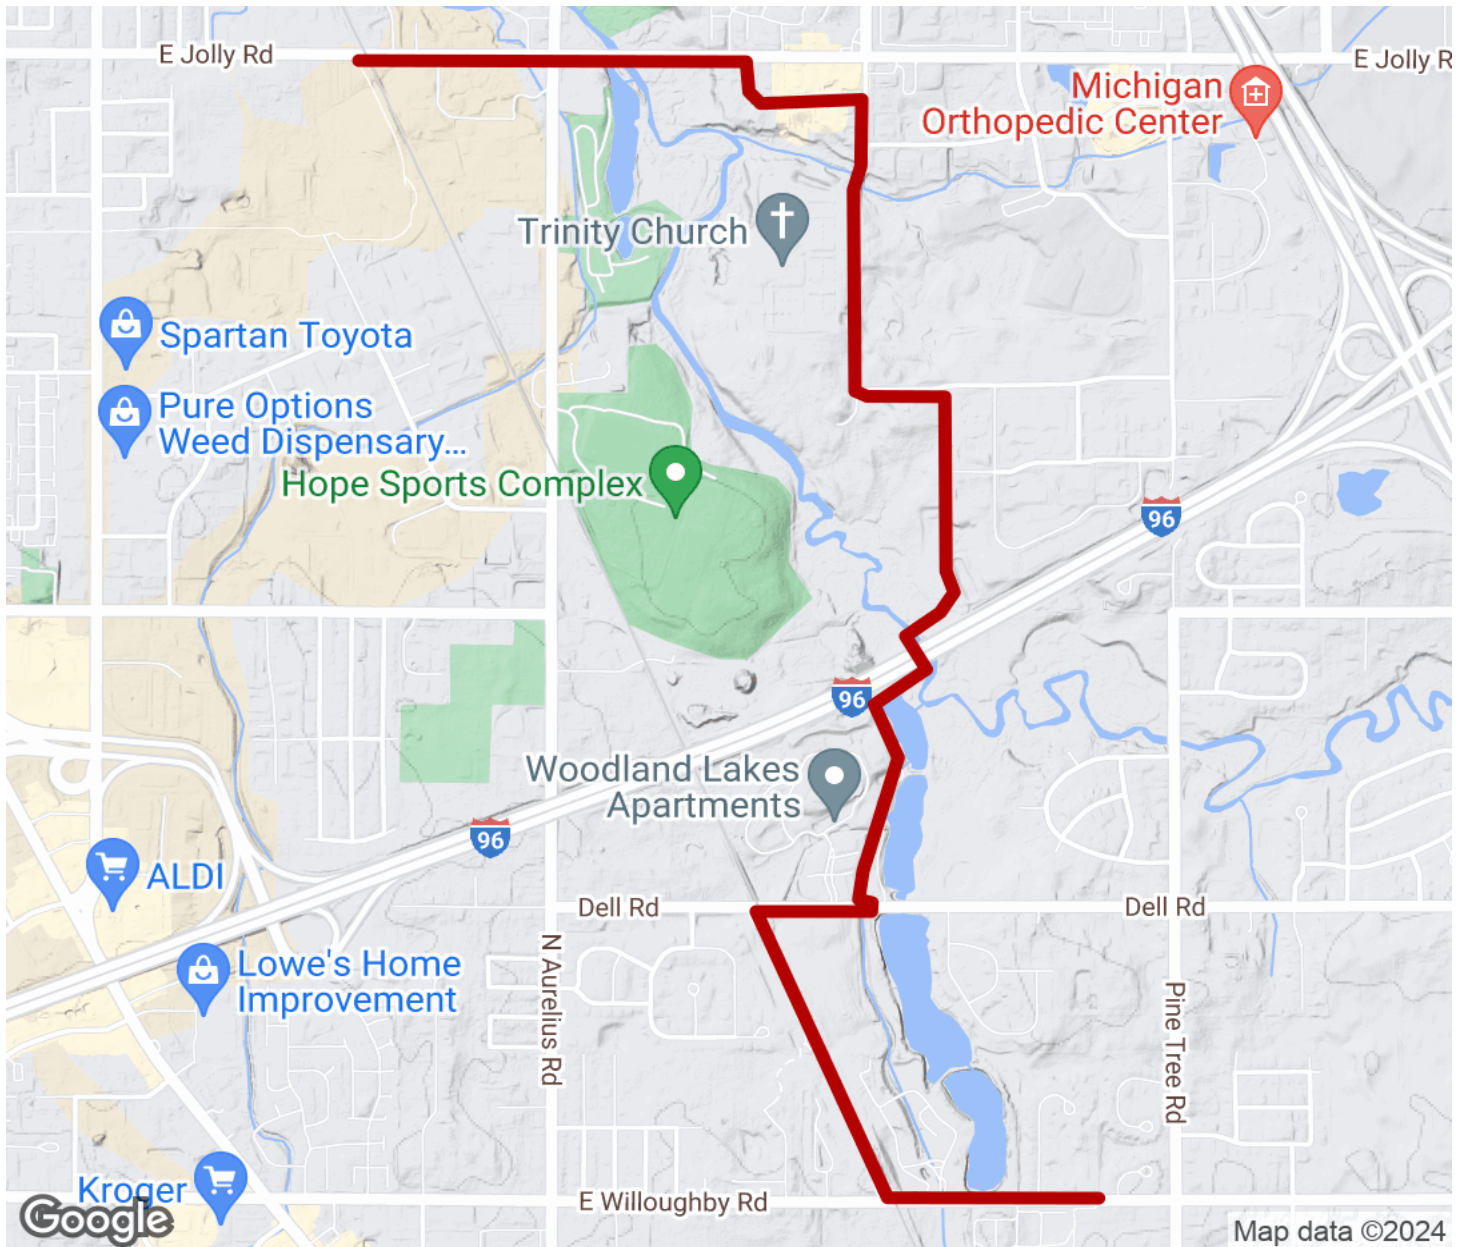 E Jolly Rd
E Jolly R
Michigan
Orthopedic Center
Trinity Church
Spartan Toyota
Pure Options
Weed Dispensary...
Hope Sports Complex
96
96
Woodland Lakes
Apartments
96
ALDI
Dell Rd
Dell Rd
Lowe's Home
Improvement
N Aurelius Rd
Pine Tree Rd
Kroger
E Willoughby Rd
Google
Map data ©2024